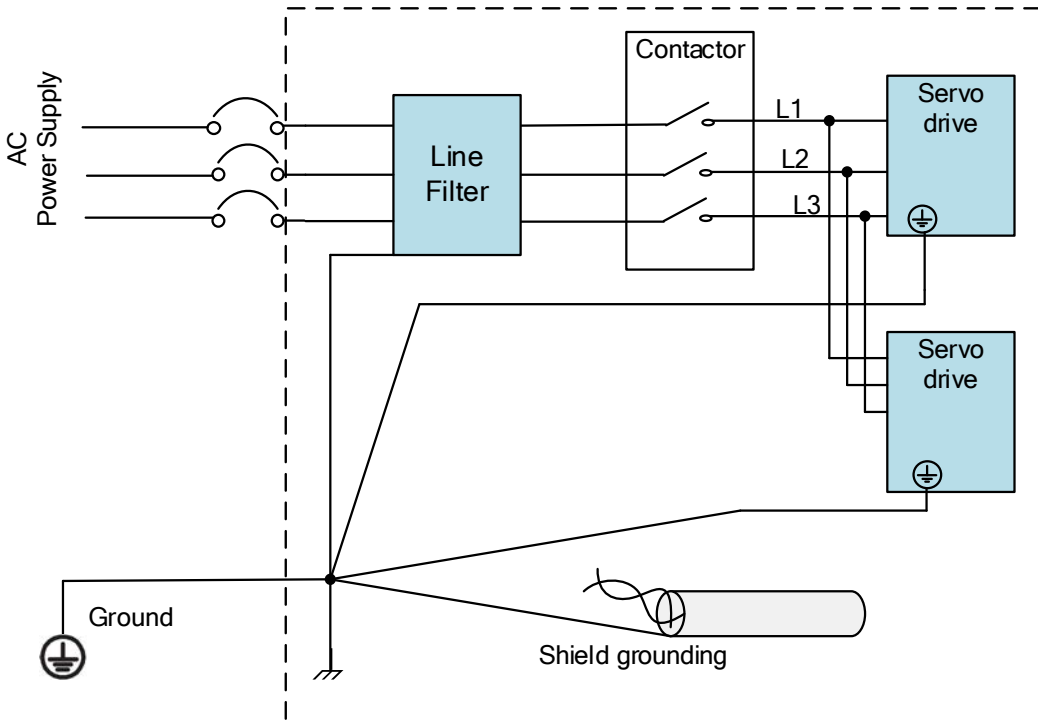 AC
Power Supply
Line
Filter
Contactor
L1
L2
L3
Servo
drive
Servo
drive
Ground
Shield grounding